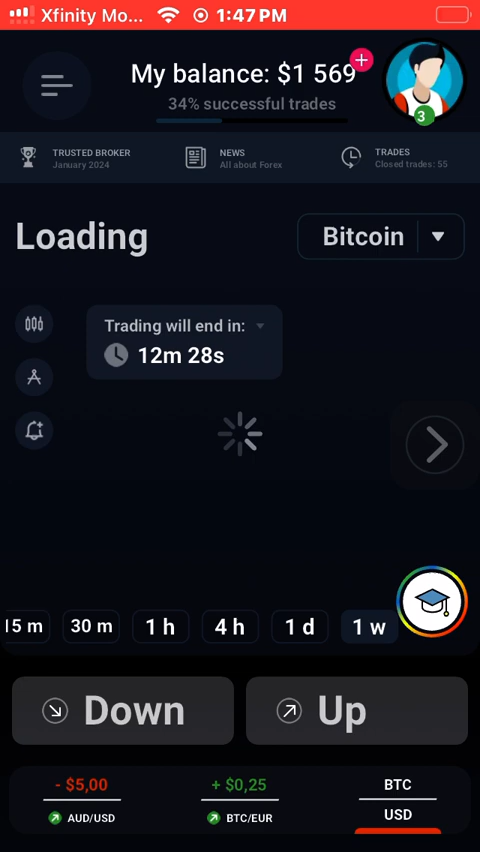 Xfinity Mo... 1:47 PM
My balance: $1 569
34% successful trades
3
TRUSTED BROKER
January 2024
NEWS
All about Forex
TRADES
Closed trades: 55
Loading
Bitcoin
Trading will end in:
12m 28s
15 m 30 m 1 h 4 h 1 d 1 w
Down
Up
- $5,00 + $0,25 BTC
AUD/USD BTC/EUR USD